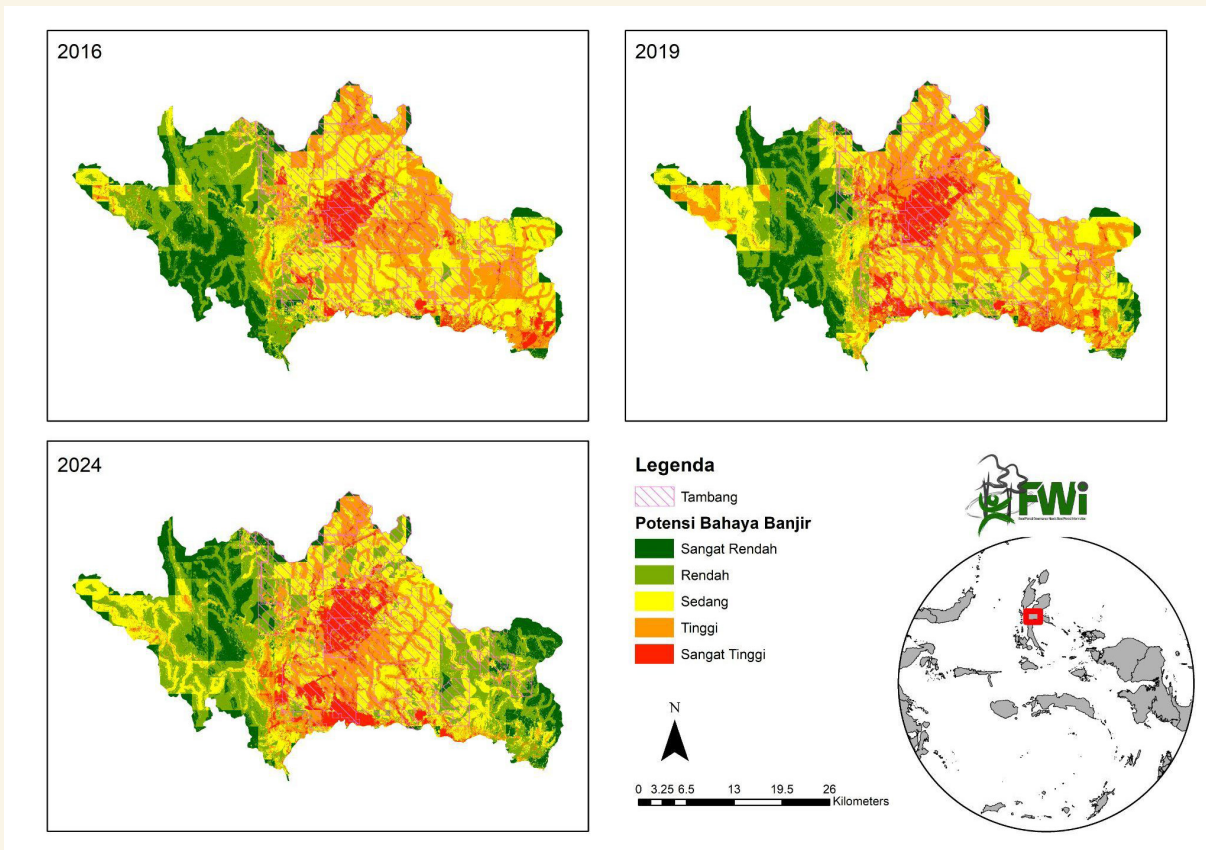 2016
2019
2024
Legenda
Tambang
Potensi Bahaya Banjir
Sangat Rendah
Rendah
Sedang
Tinggi
Sangat Tinggi
FWi
N
0 3.25 6.5 13 19.5 26
Kilometers